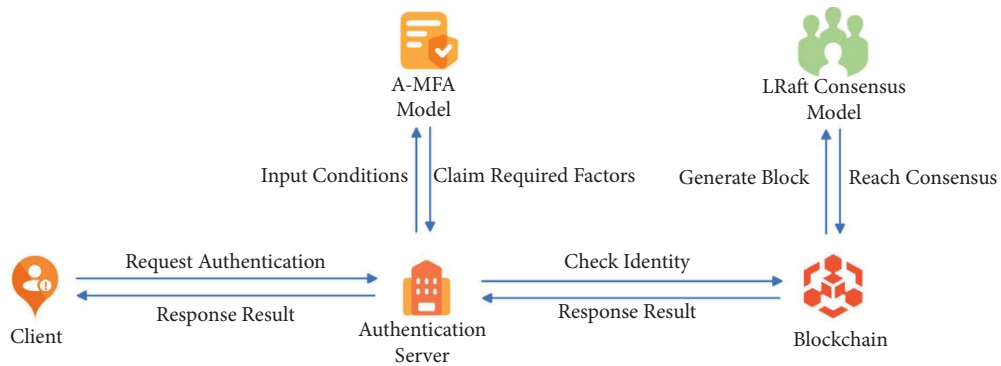 A-MFA
Model
LRaft Consensus
Model
Input Conditions
Claim Required Factors
Generate Block
Reach Consensus
Request Authentication
Check Identity
Response Result
Response Result
Client
Authentication
Server
Blockchain